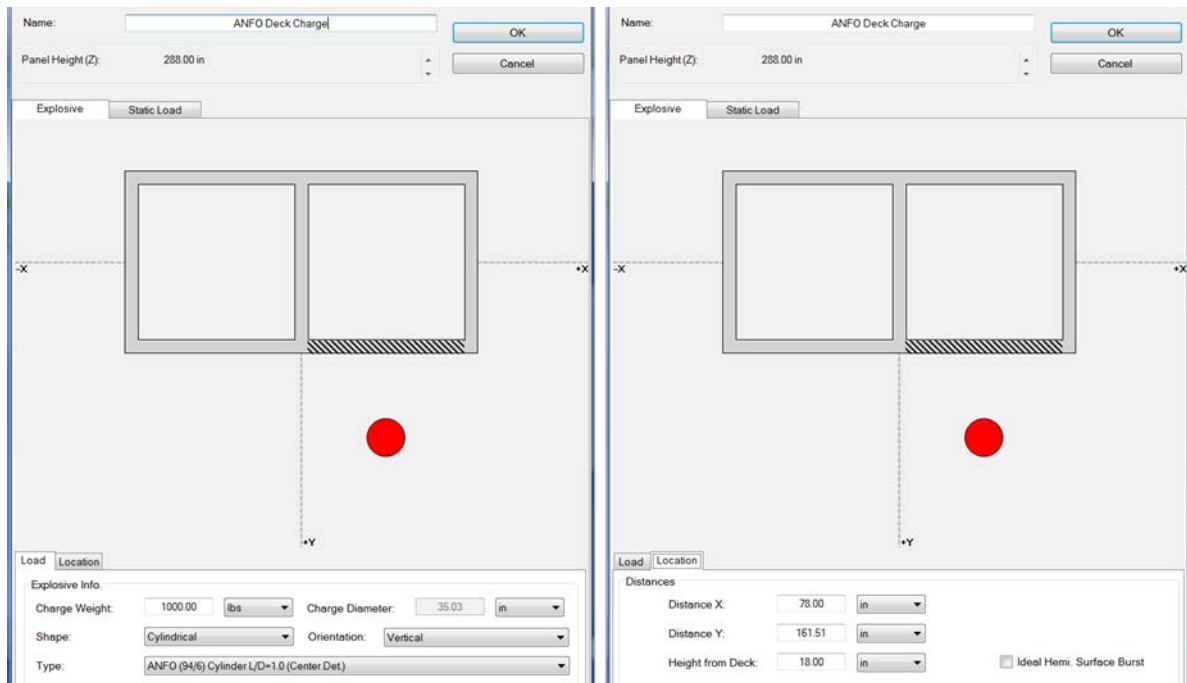 Name: ANFO Deck Charge OK
Panel Height (Z): 288.00 in Cancel
Explosive Static Load
-X +X
+Y
Load Location
Explosive Info.
Charge Weight: 1000.00 lbs Charge Diameter: 35.03 in
Shape: Cylindrical Orientation: Vertical
Type: ANFO (94/6) Cylinder L/D=1.0 (Center Det.)
Name: ANFO Deck Charge OK
Panel Height (Z): 288.00 in Cancel
Explosive Static Load
-X +X
+Y
Load Location
Distances
Distance X: 78.00 in
Distance Y: 161.51 in
Height from Deck: 18.00 in Ideal Hemi. Surface Burst